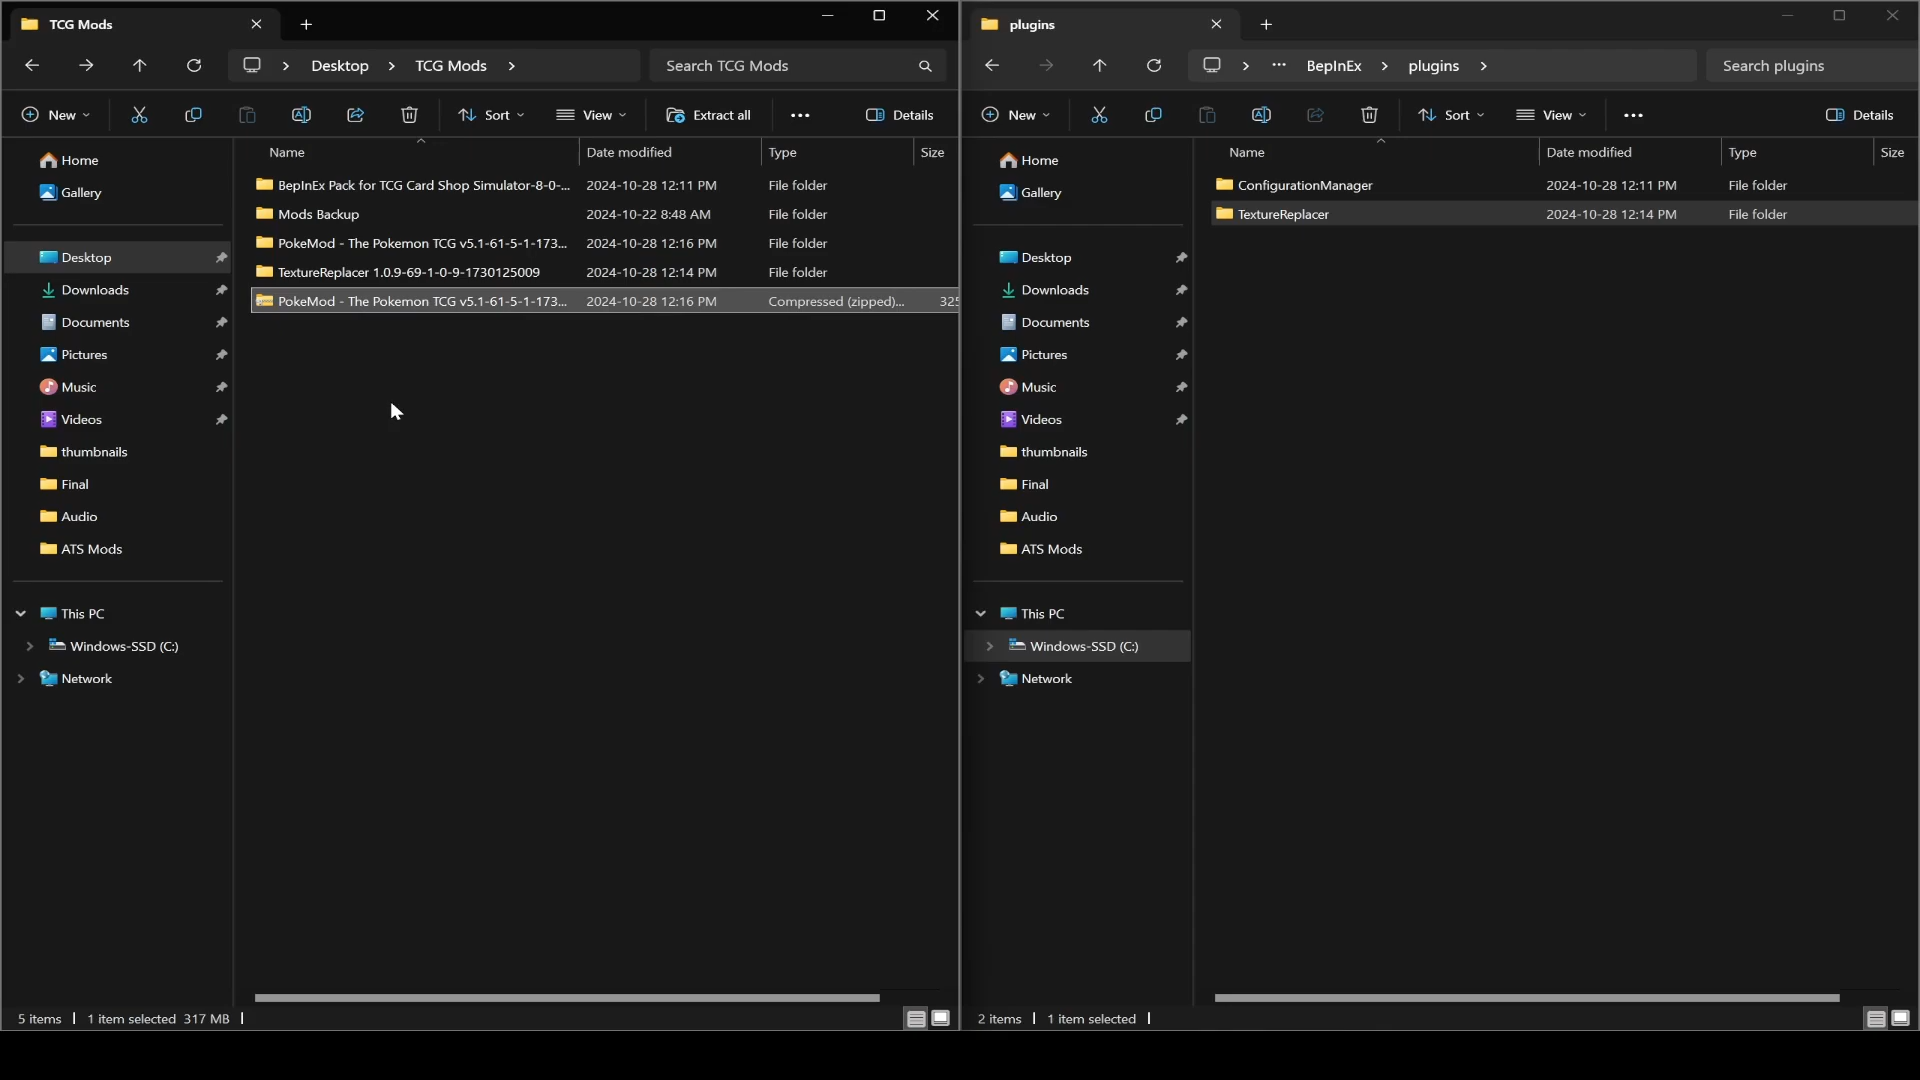 TCG Mods
Desktop > TCG Mods >
Search TCG Mods
New
Sort
View
Extract all
Details
Name Date modified Type Size
Home
Gallery
Desktop
Downloads
Documents
Pictures
Music
Videos
thumbnails
Final
Audio
ATS Mods
This PC
Windows-SSD (C:)
Network
BepInEx Pack for TCG Card Shop Simulator-8-0-... 2024-10-28 12:11 PM File folder
Mods Backup 2024-10-22 8:48 AM File folder
PokeMod - The Pokemon TCG v5.1-61-5-1-173... 2024-10-28 12:16 PM File folder
TextureReplacer 1.0.9-69-1-0-9-1730125009 2024-10-28 12:14 PM File folder
PokeMod - The Pokemon TCG v5.1-61-5-1-173... 2024-10-28 12:16 PM Compressed (zipped)... 325
5 items | 1 item selected 317 MB |
plugins
... BepInEx > plugins >
Search plugins
New
Sort
View
Details
Name Date modified Type Size
Home
Gallery
Desktop
Downloads
Documents
Pictures
Music
Videos
thumbnails
Final
Audio
ATS Mods
This PC
Windows-SSD (C:)
Network
ConfigurationManager 2024-10-28 12:11 PM File folder
TextureReplacer 2024-10-28 12:14 PM File folder
2 items | 1 item selected |